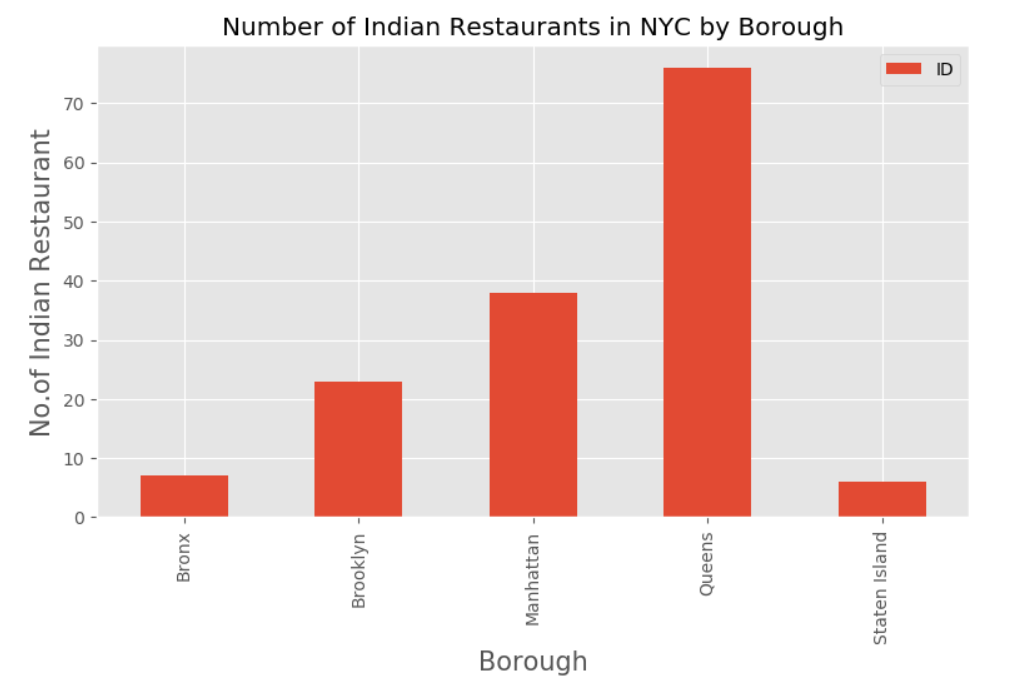 Number of Indian Restaurants in NYC by Borough
ID
No.of Indian Restaurant
70
60
50
40
30
20
10
0
Bronx
Brooklyn
Manhattan
Queens
Staten Island
Borough